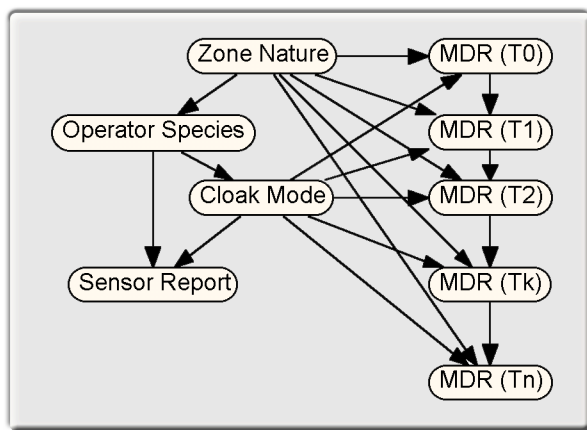 Zone Nature
MDR (T0)
Operator Species
MDR (T1)
Cloak Mode
MDR (T2)
Sensor Report
MDR (Tk)
MDR (Tn)